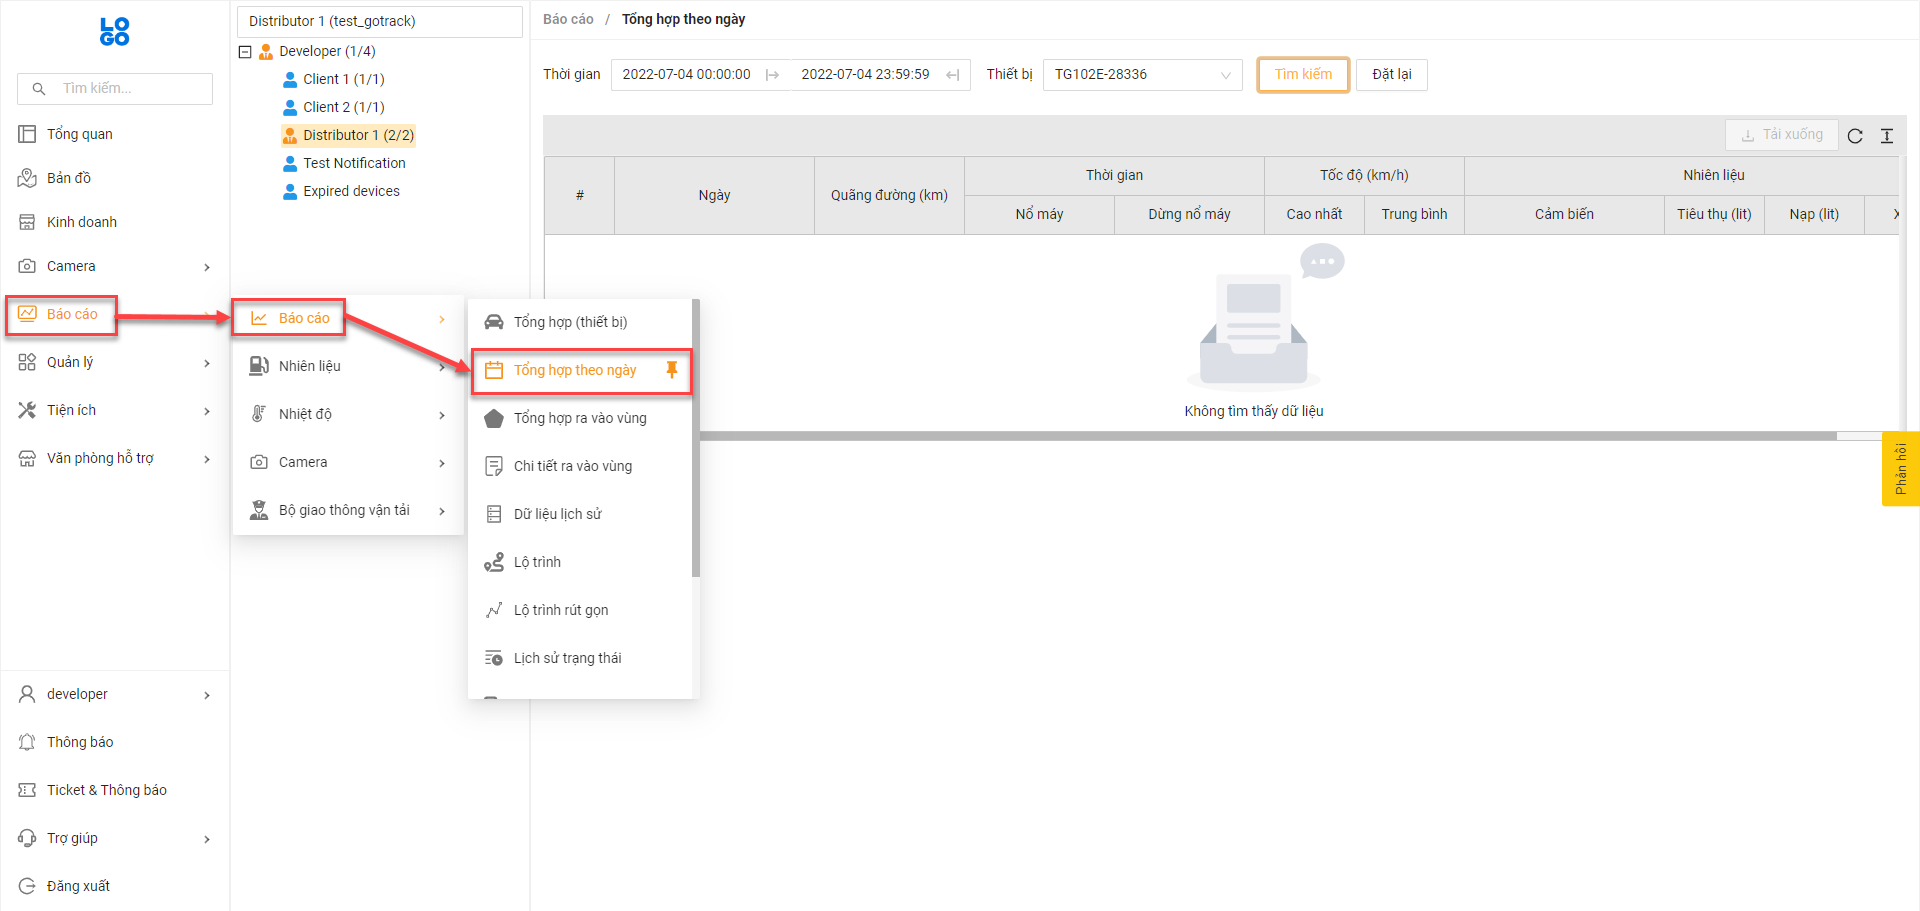 LO
GO
Tìm kiếm...
Tổng quan
Bản đồ
Kinh doanh
Camera
Báo cáo
Quản lý
Tiện ích
Văn phòng hỗ trợ
developer
Thông báo
Ticket & Thông báo
Trợ giúp
Đăng xuất
Distributor 1 (test_gotrack)
Developer (1/4)
Client 1 (1/1)
Client 2 (1/1)
Distributor 1 (2/2)
Test Notification
Expired devices
Báo cáo
Nhiên liệu
Nhiệt độ
Camera
Bộ giao thông vận tải
Tổng hợp (thiết bị)
Tổng hợp theo ngày
Tổng hợp ra vào vùng
Chi tiết ra vào vùng
Dữ liệu lịch sử
Lộ trình
Lộ trình rút gọn
Lịch sử trạng thái
Báo cáo / Tổng hợp theo ngày
Thời gian 2022-07-04 00:00:00 2022-07-04 23:59:59 Thiết bị TG102E-28336 Tìm kiếm Đặt lại
Tải xuống
# Ngày Quãng đường (km) Thời gian Tốc độ (km/h) Nhiên liệu
Nổ máy Dừng nổ máy Cao nhất Trung bình Cảm biến Tiêu thụ (lit) Nạp (lit) X
Không tìm thấy dữ liệu
Phản hồi